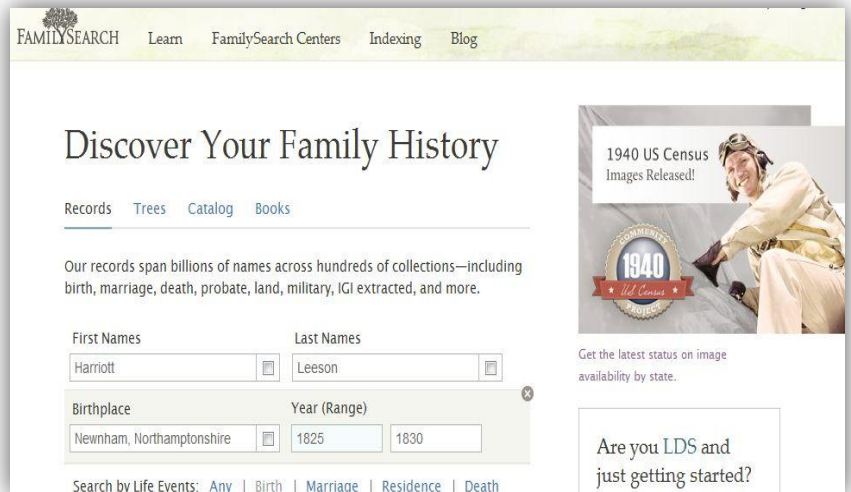 FAMILYSEARCH Learn FamilySearch Centers Indexing Blog
Discover Your Family History
Records Trees Catalog Books
Our records span billions of names across hundreds of collections—including
birth, marriage, death, probate, land, military, IGI extracted, and more.
First Names Last Names
Harriott Leeson
Birthplace Year (Range)
Newnham, Northamptonshire 1825 1830
Search by Life Events: Any | Birth | Marriage | Residence | Death
1940 US Census
Images Released!
COMMUNITY
1940
US Census
PROJECT
Get the latest status on image
availability by state.
Are you LDS and
just getting started?